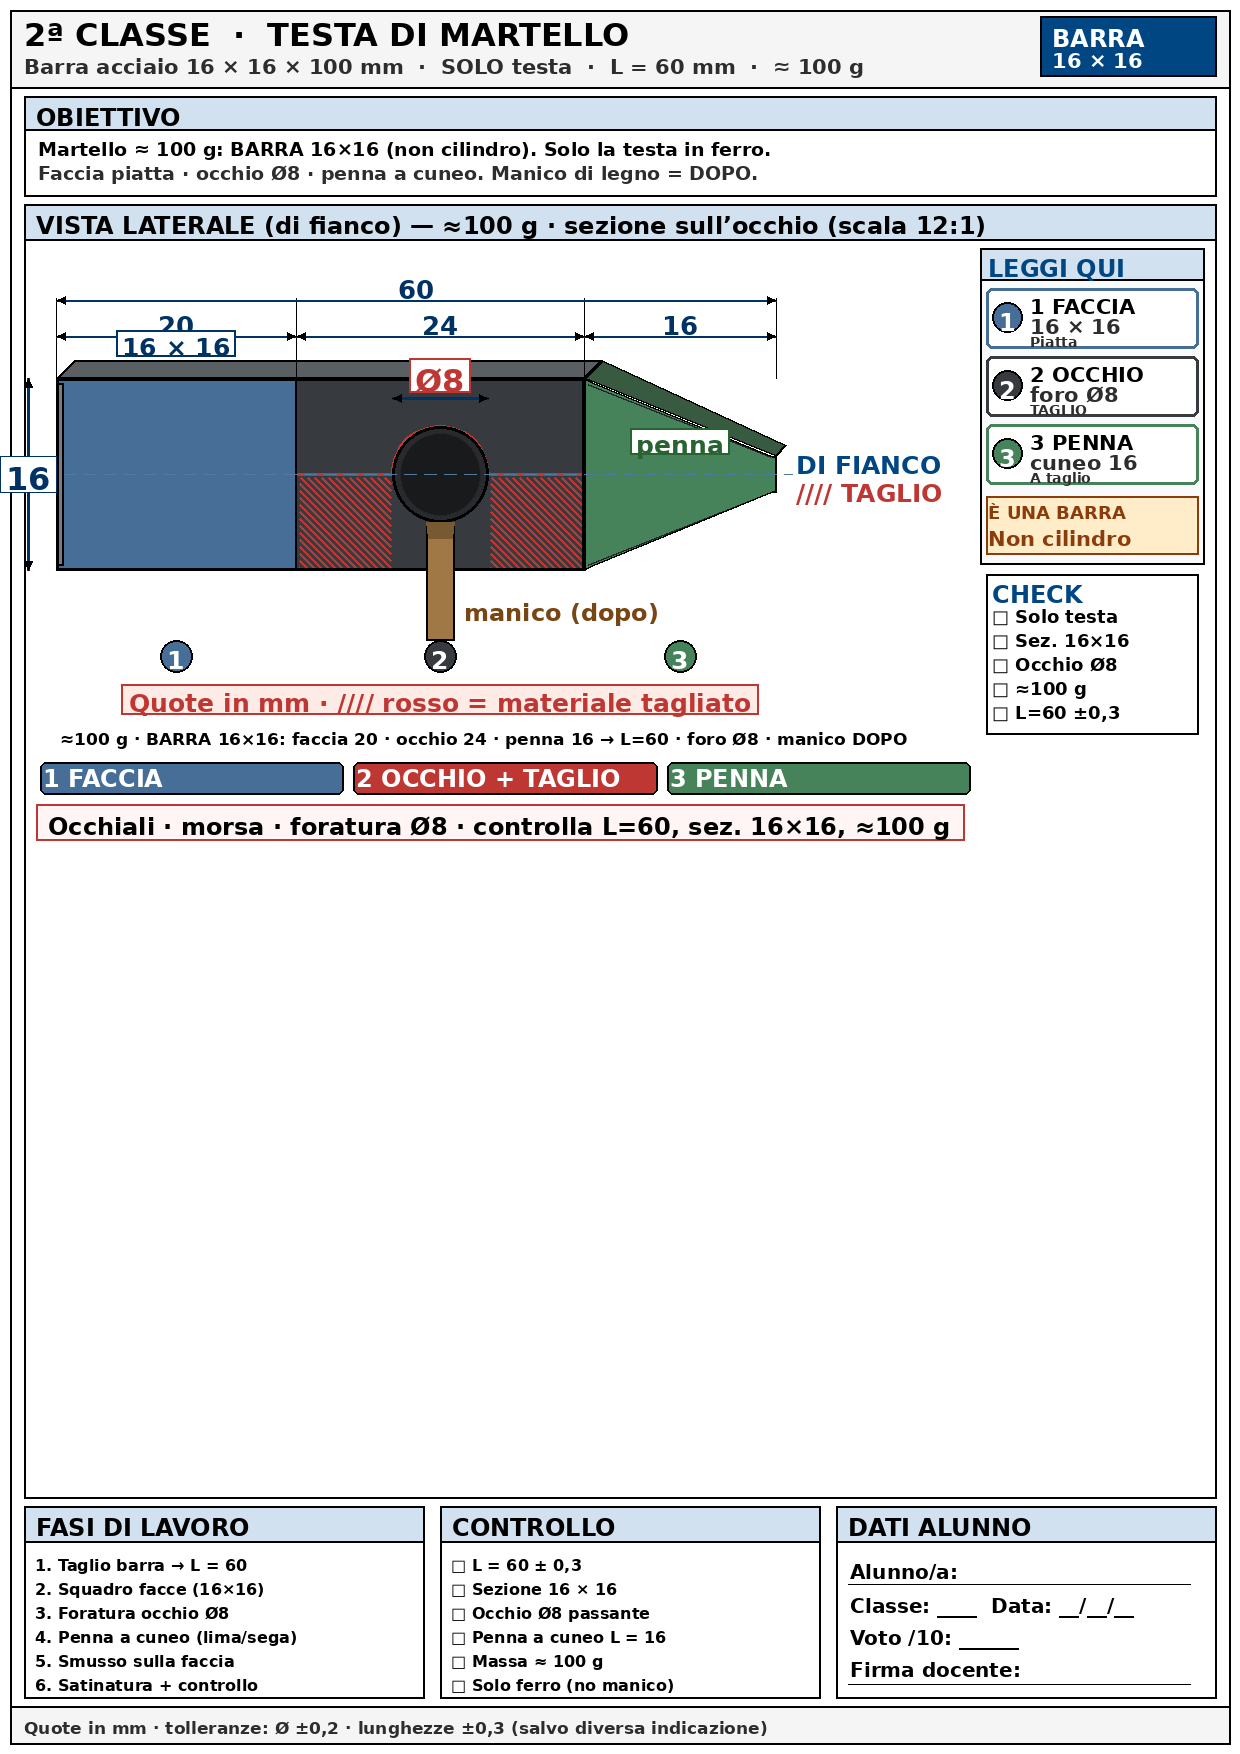 2ª CLASSE · TESTA DI MARTELLO
Barra acciaio 16 × 16 × 100 mm · SOLO testa · L = 60 mm · ≈ 100 g
BARRA
16 × 16
OBIETTIVO
Martello ≈ 100 g: BARRA 16×16 (non cilindro). Solo la testa in ferro.
Faccia piatta · occhio Ø8 · penna a cuneo. Manico di legno = DOPO.
VISTA LATERALE (di fianco) — ≈100 g · sezione sull’occhio (scala 12:1)
60
20
24
16
16 × 16
Ø8
penna
16
DI FIANCO
//// TAGLIO
manico (dopo)
1
2
3
Quote in mm · //// rosso = materiale tagliato
≈100 g · BARRA 16×16: faccia 20 · occhio 24 · penna 16 → L=60 · foro Ø8 · manico DOPO
1 FACCIA
2 OCCHIO + TAGLIO
3 PENNA
Occhiali · morsa · foratura Ø8 · controlla L=60, sez. 16×16, ≈100 g
LEGGI QUI
1
1 FACCIA
16 × 16
Piatta
2
2 OCCHIO
foro Ø8
TAGLIO
3
3 PENNA
cuneo 16
A taglio
È UNA BARRA
Non cilindro
CHECK
□ Solo testa
□ Sez. 16×16
□ Occhio Ø8
□ ≈100 g
□ L=60 ±0,3
FASI DI LAVORO
1. Taglio barra → L = 60
2. Squadro facce (16×16)
3. Foratura occhio Ø8
4. Penna a cuneo (lima/sega)
5. Smusso sulla faccia
6. Satinatura + controllo
CONTROLLO
□ L = 60 ± 0,3
□ Sezione 16 × 16
□ Occhio Ø8 passante
□ Penna a cuneo L = 16
□ Massa ≈ 100 g
□ Solo ferro (no manico)
DATI ALUNNO
Alunno/a:
Classe: ____ Data: __/__/__
Voto /10: ______
Firma docente:
Quote in mm · tolleranze: Ø ±0,2 · lunghezze ±0,3 (salvo diversa indicazione)